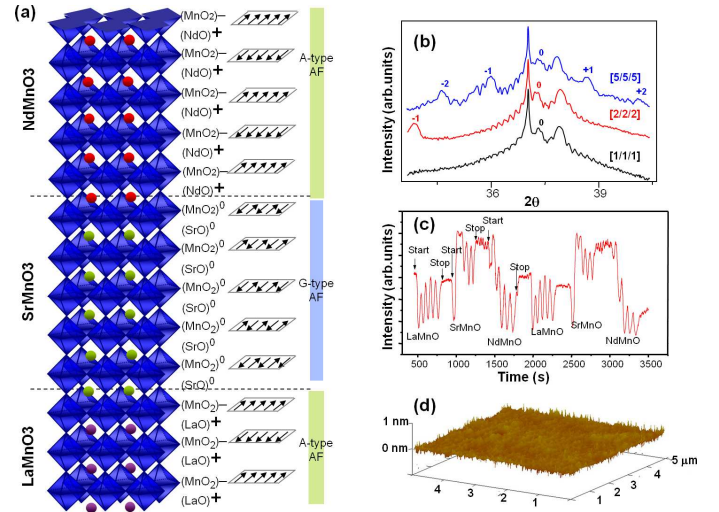 (a)
NdMnO3
SrMnO3
LaMnO3
(MnO2)−
(NdO)+
(MnO2)−
(NdO)+
(MnO2)−
(NdO)+
(MnO2)−
(NdO)+
(MnO2)−
(NdO)+
(MnO2)0
(SrO)0
(MnO2)0
(SrO)0
(MnO2)0
(SrO)0
(MnO2)0
(SrO)0
(MnO2)0
(SrO)0
(MnO2)−
(LaO)+
(MnO2)−
(LaO)+
(MnO2)−
(LaO)+
A-type
AF
G-type AF
A-type
AF
(b)
Intensity (arb.units)
-2
-1
0
+1
+2
[5/5/5]
-1
0
[2/2/2]
0
[1/1/1]
36
39
2θ
(c)
Intensity (arb.units)
Start
Stop
Start
Stop
Start
Stop
LaMnO
SrMnO
NdMnO
LaMnO
SrMnO
NdMnO
500 1000 1500 2000 2500 3000 3500
Time (s)
(d)
1 nm
0 nm
4 3 2 1
1 2 3 4 5 µm